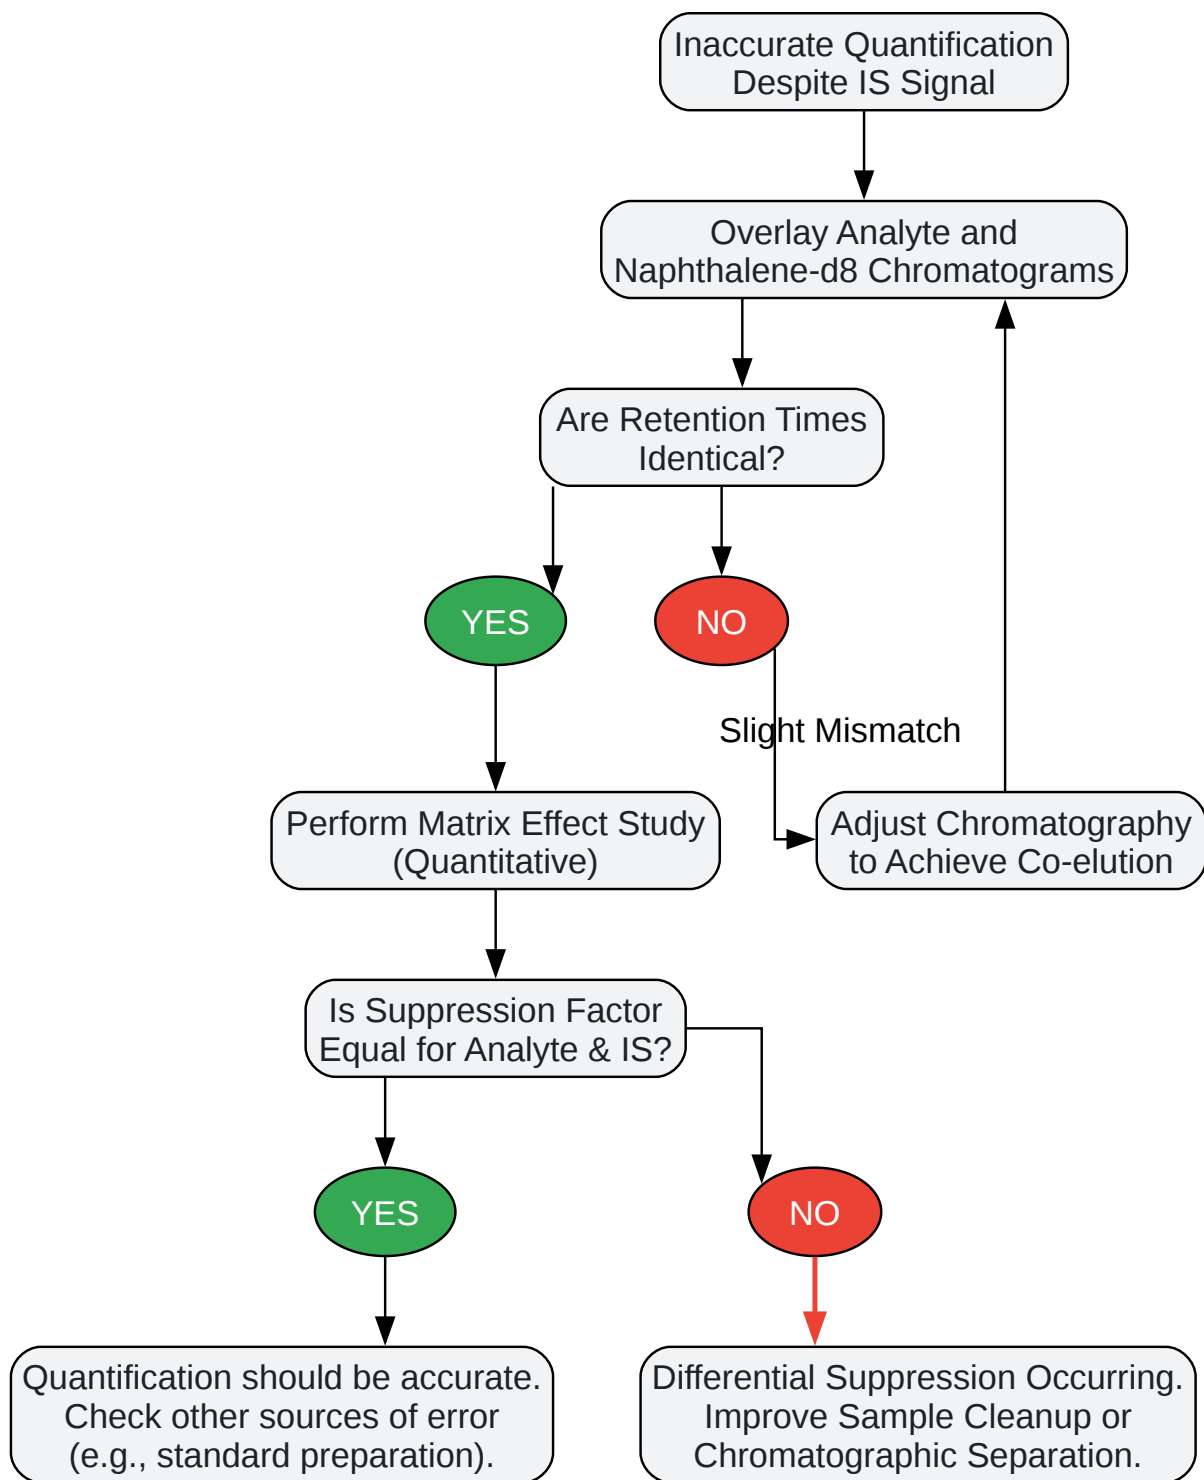 Inaccurate Quantification
Despite IS Signal
Overlay Analyte and
Naphthalene-d8 Chromatograms
Are Retention Times
Identical?
YES
NO
Slight Mismatch
Perform Matrix Effect Study
(Quantitative)
Adjust Chromatography
to Achieve Co-elution
Is Suppression Factor
Equal for Analyte & IS?
YES
NO
Quantification should be accurate.
Check other sources of error
(e.g., standard preparation).
Differential Suppression Occurring.
Improve Sample Cleanup or
Chromatographic Separation.